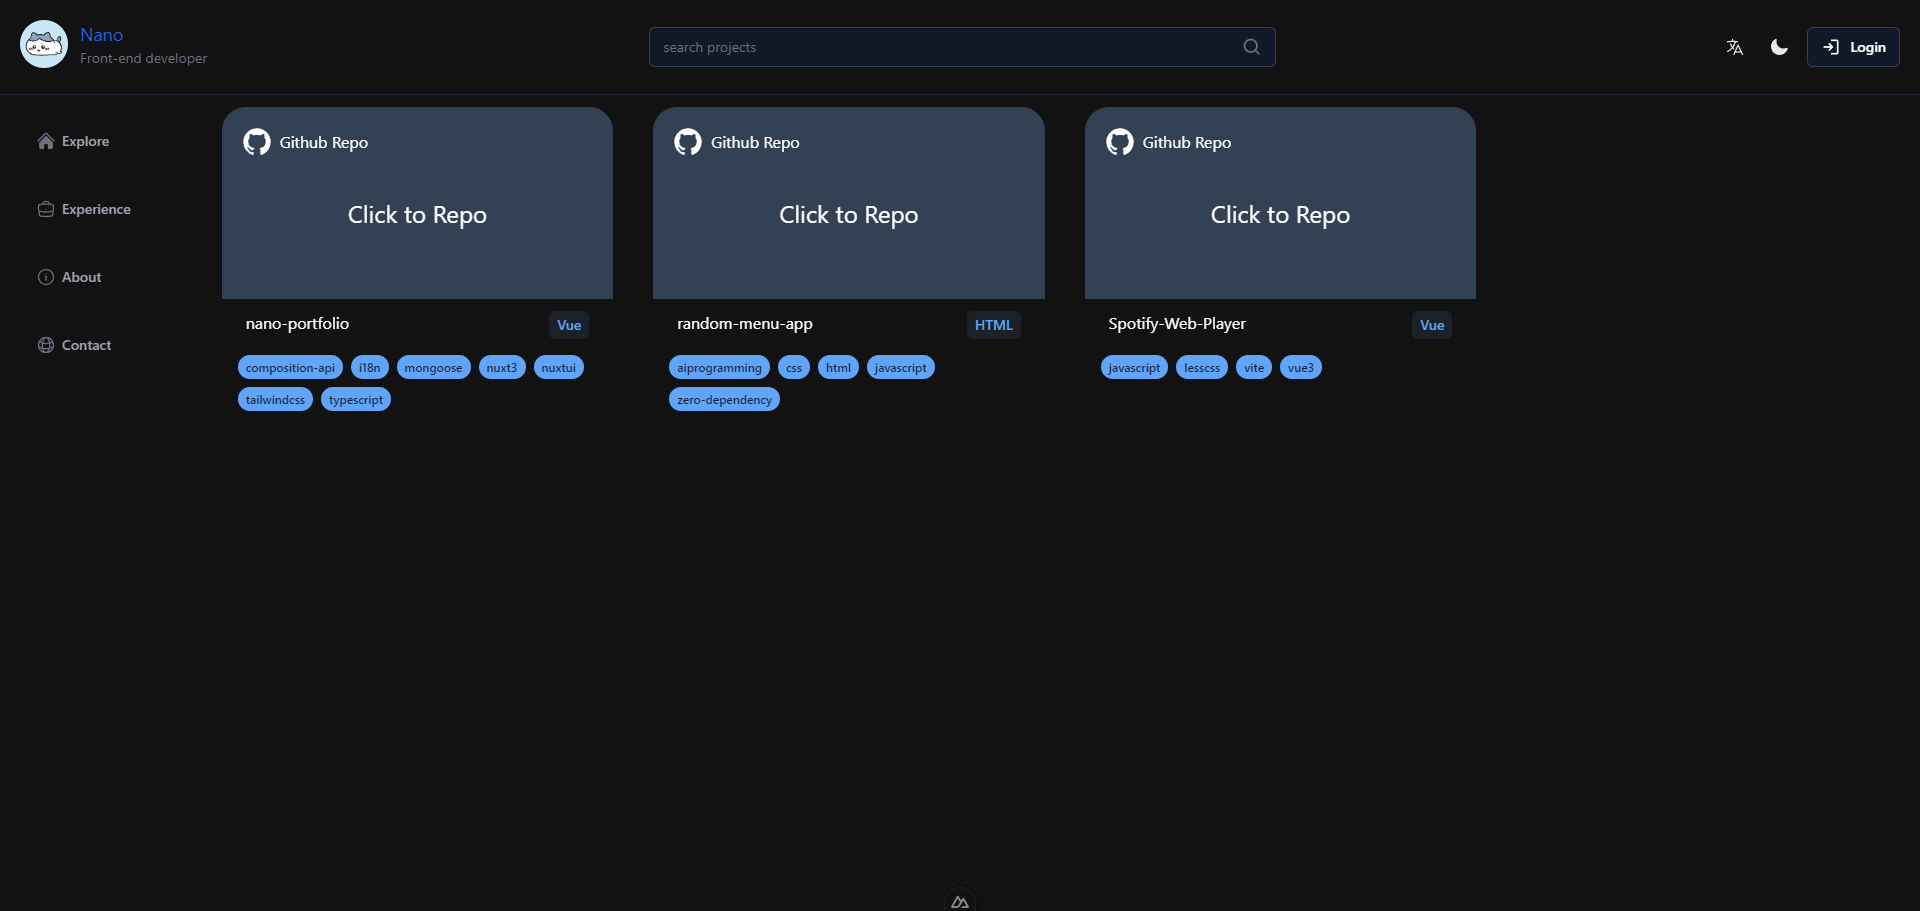 Nano
Front-end developer
search projects
Login
Explore
Experience
About
Contact
Github Repo
Click to Repo
nano-portfolio
Vue
composition-api i18n mongoose nuxt3 nuxtui
tailwindcss typescript
Github Repo
Click to Repo
random-menu-app
HTML
aiprogramming css html javascript
zero-dependency
Github Repo
Click to Repo
Spotify-Web-Player
Vue
javascript lesscss vite vue3